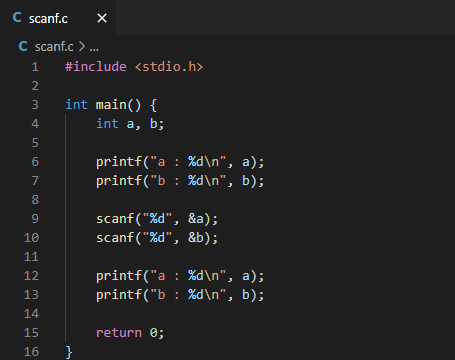 C scanf.c ×
C scanf.c > ...
1 #include <stdio.h>
2
3 int main() {
4     int a, b;
5
6     printf("a : %d\n", a);
7     printf("b : %d\n", b);
8
9     scanf("%d", &a);
10     scanf("%d", &b);
11
12     printf("a : %d\n", a);
13     printf("b : %d\n", b);
14
15     return 0;
16 }